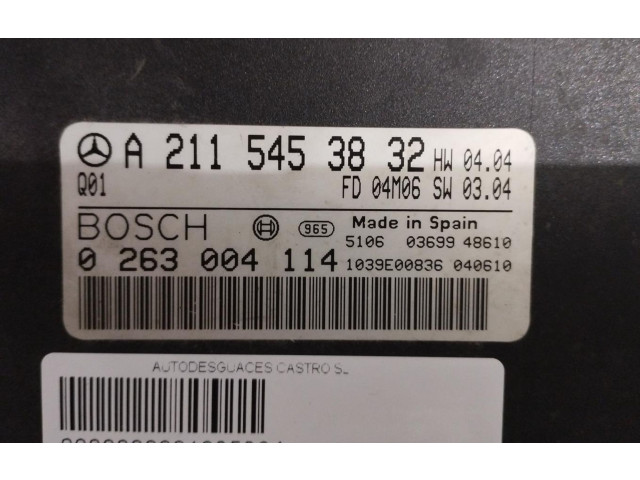 A 211 545 38 32 HW 04.04
Q01 FD 04M06 SW 03.04
BOSCH 965 Made in Spain
5106 03699 48610
0 263 004 114 1039E00836 040610
AUTODESGUACES CASTRO SL